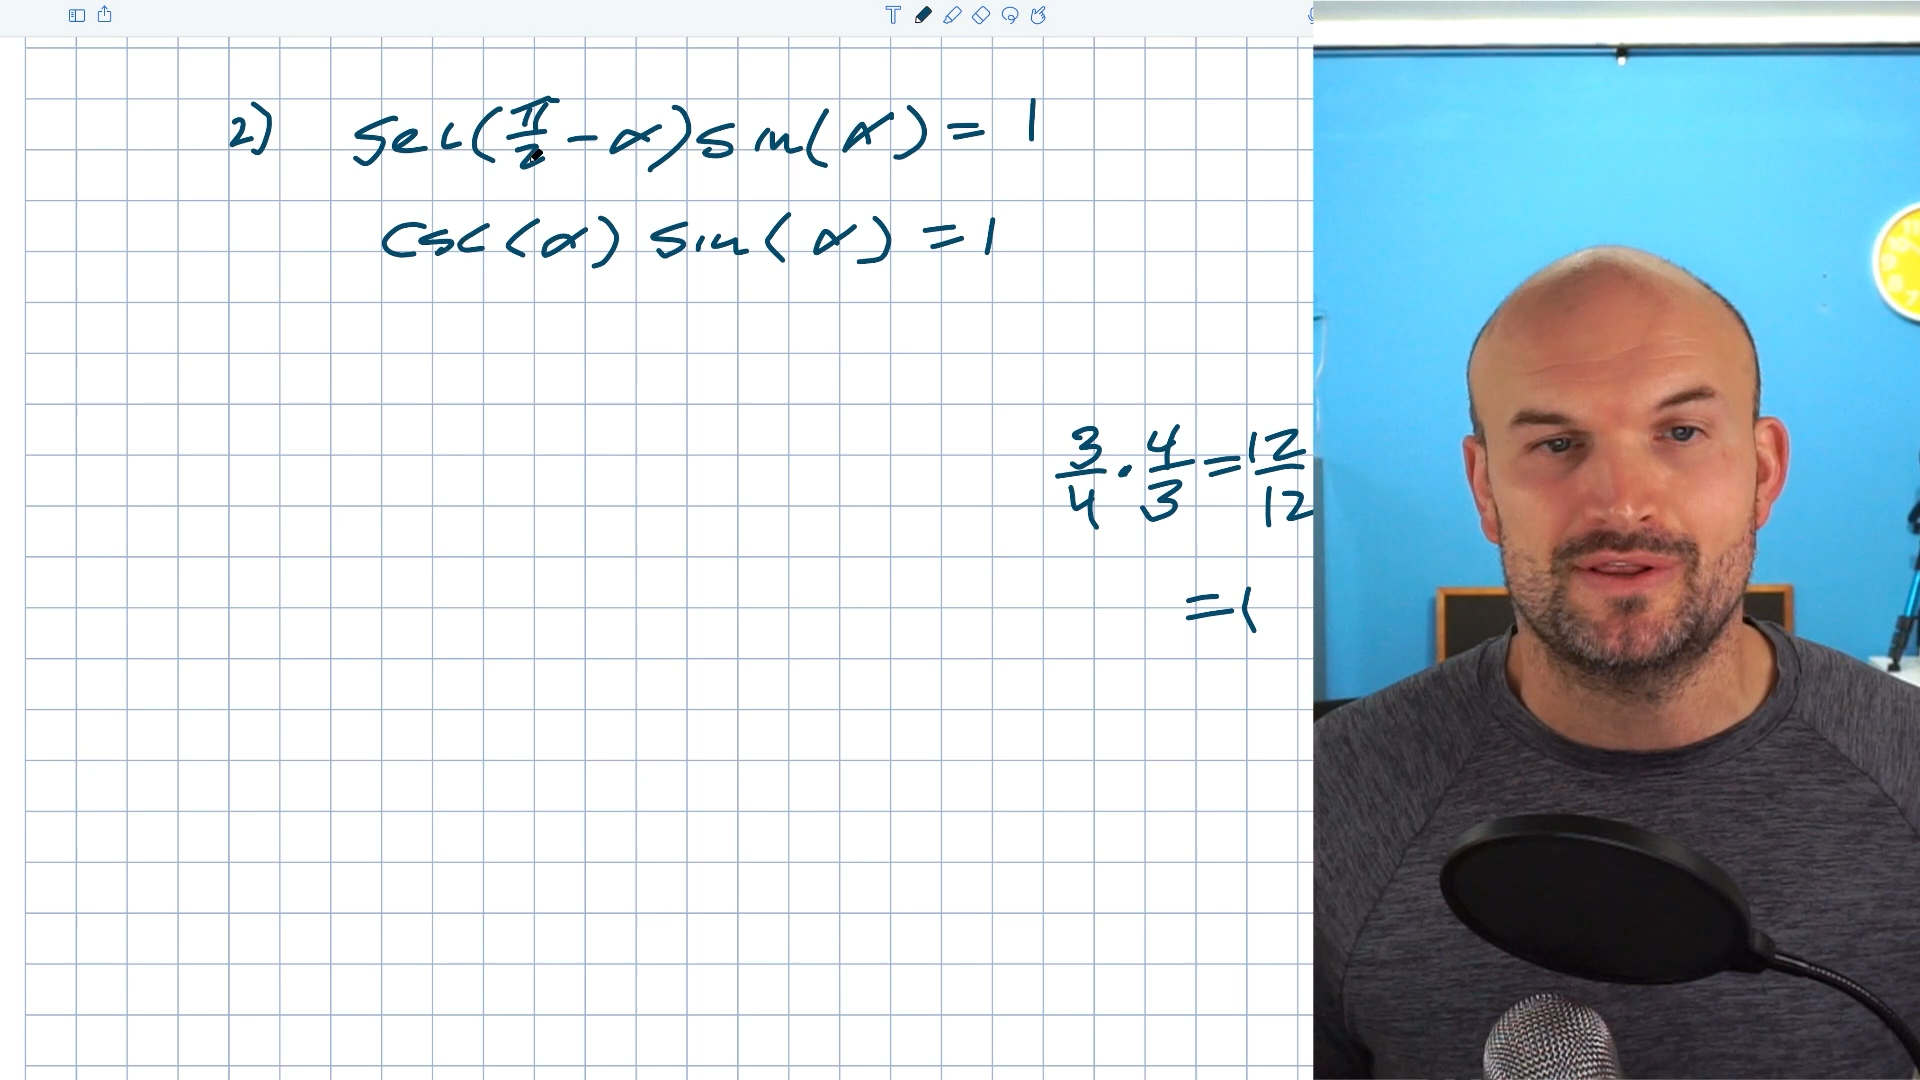 2) sec(π/2 - α) sin(α) = 1
csc(α) sin(α) = 1
3/4 · 4/3 = 12/12
= 1